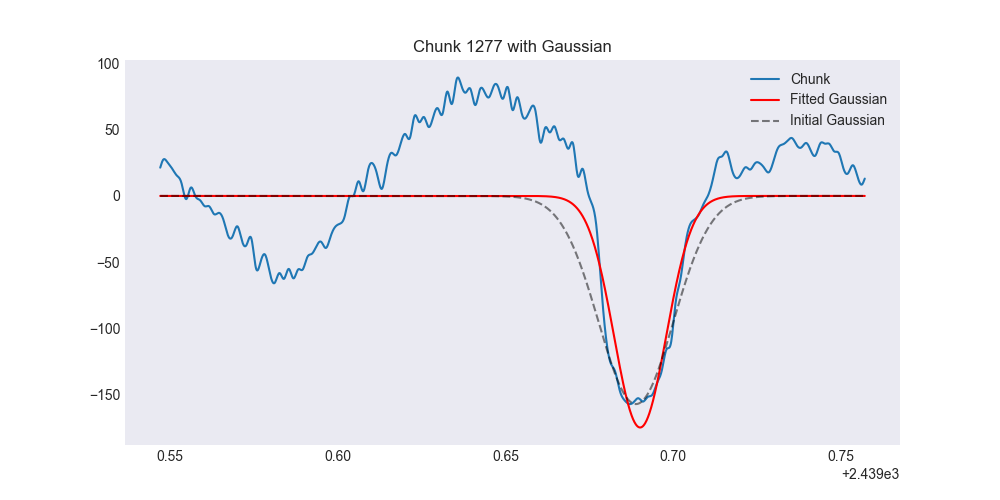 Chunk 1277 with Gaussian
100
50
0
−50
−100
−150
Chunk
Fitted Gaussian
Initial Gaussian
0.55 0.60 0.65 0.70 0.75
+2.439e3